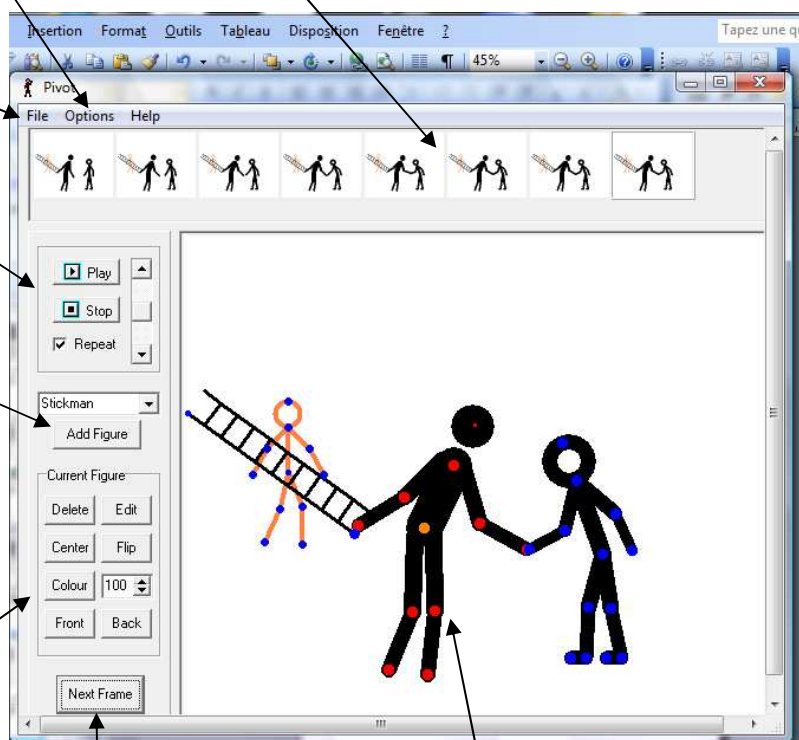 Insertion Format Outils Tableau Disposition Fenêtre ? Tapez une qu
45%
Pivot
File Options Help
Play
Stop
Repeat
Stickman
Add Figure
Current Figure
Delete Edit
Center Flip
Colour 100
Front Back
Next Frame